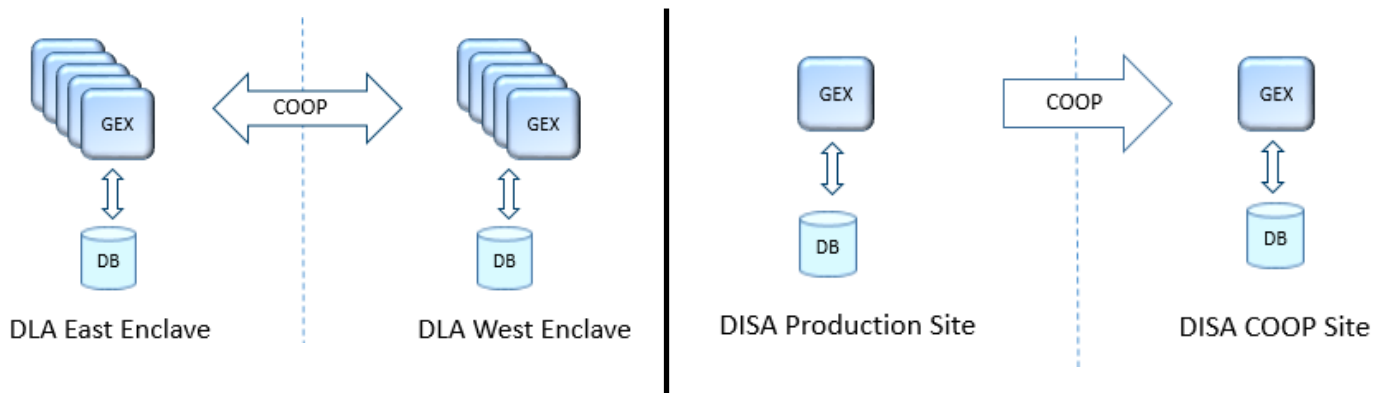 GEX
COOP
GEX
DB
DB
DLA East Enclave
DLA West Enclave
GEX
COOP
GEX
DB
DB
DISA Production Site
DISA COOP Site